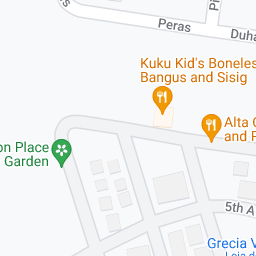 Peras
Duha
Kuku Kid's Boneles
Bangus and Sisig
Alta
and
on Place
Garden
5th A
Grecia V